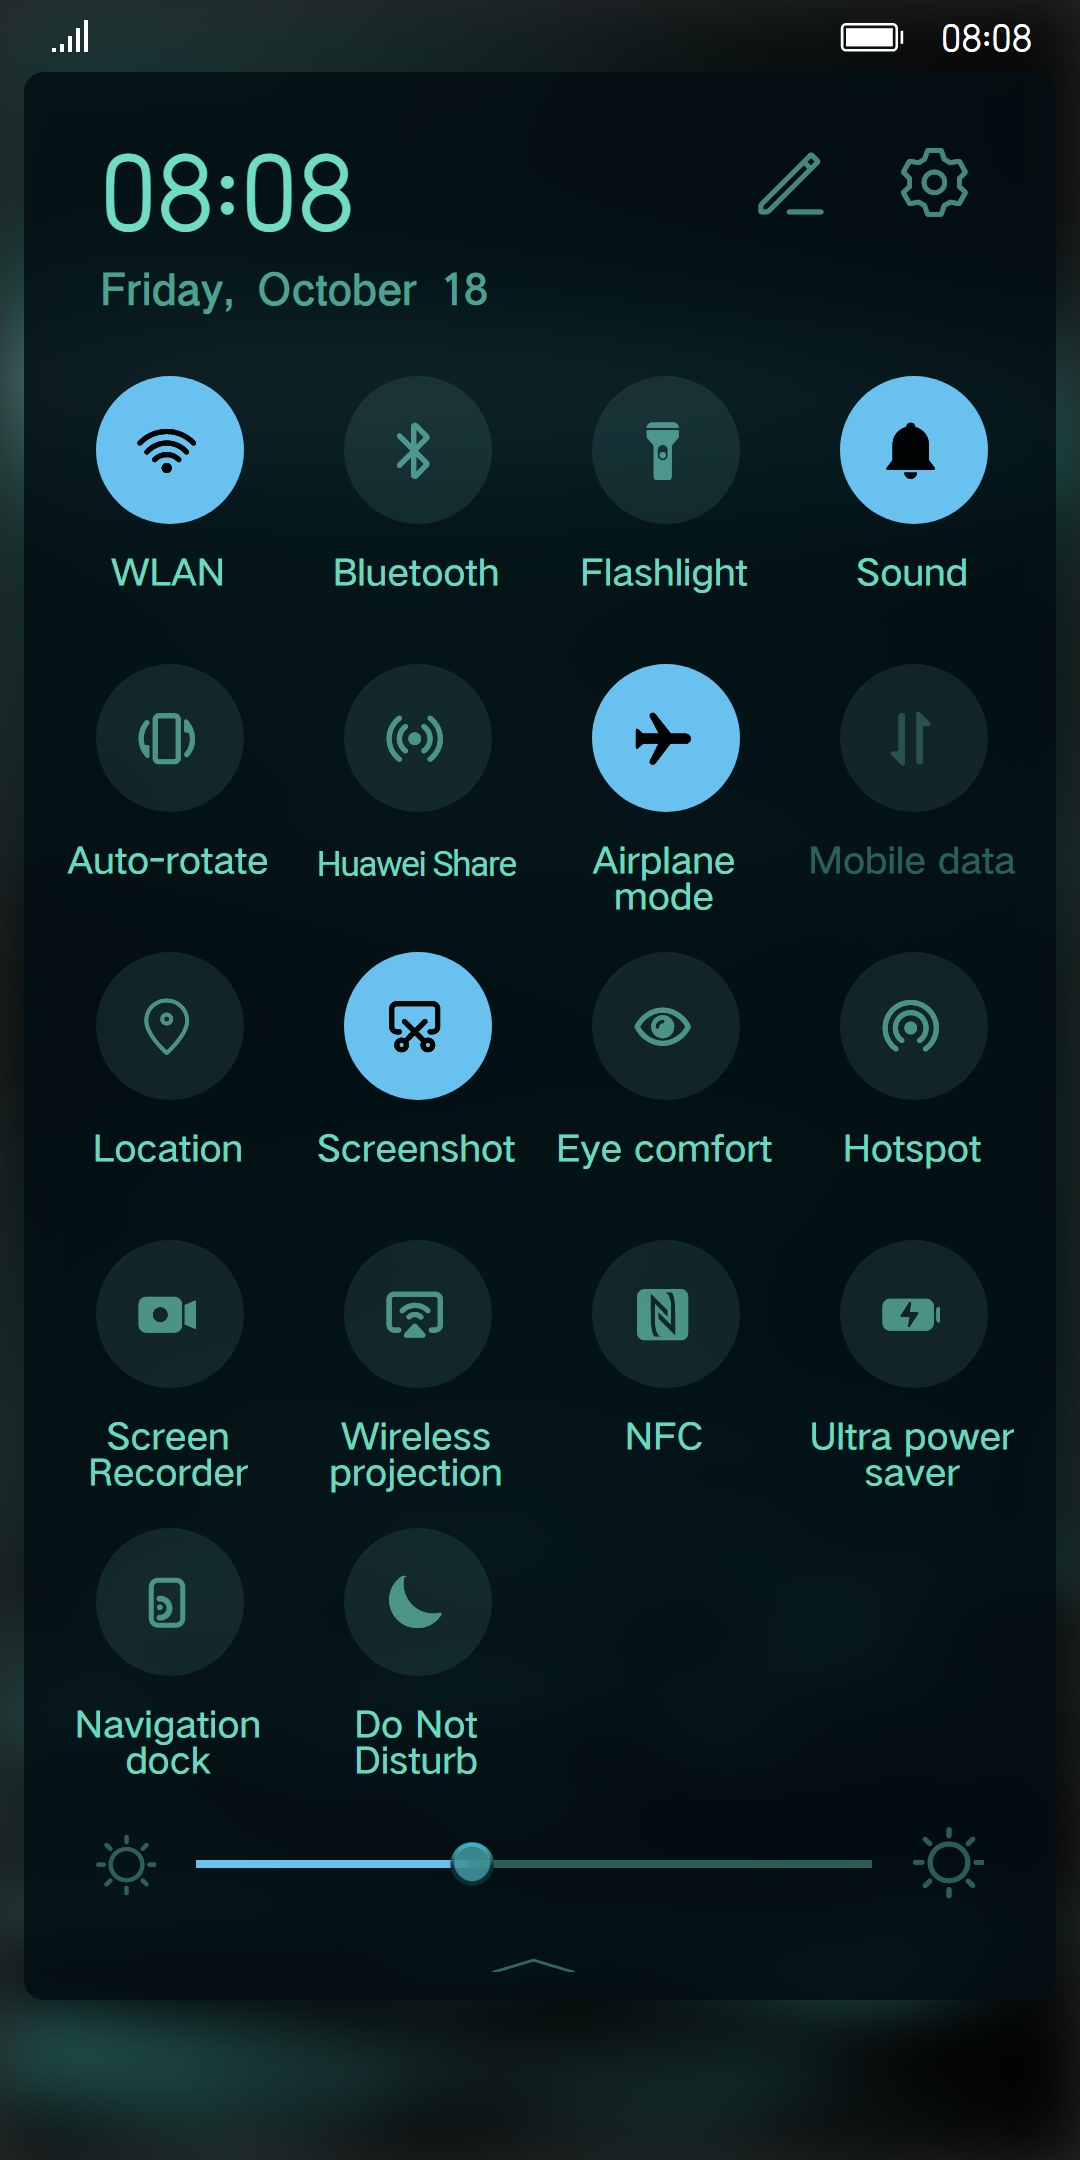 08:08
08:08
Friday, October 18
WLAN
Bluetooth
Flashlight
Sound
Auto-rotate
Huawei Share
Airplane
mode
Mobile data
Location
Screenshot
Eye comfort
Hotspot
Screen
Recorder
Wireless
projection
NFC
Ultra power
saver
Navigation
dock
Do Not
Disturb